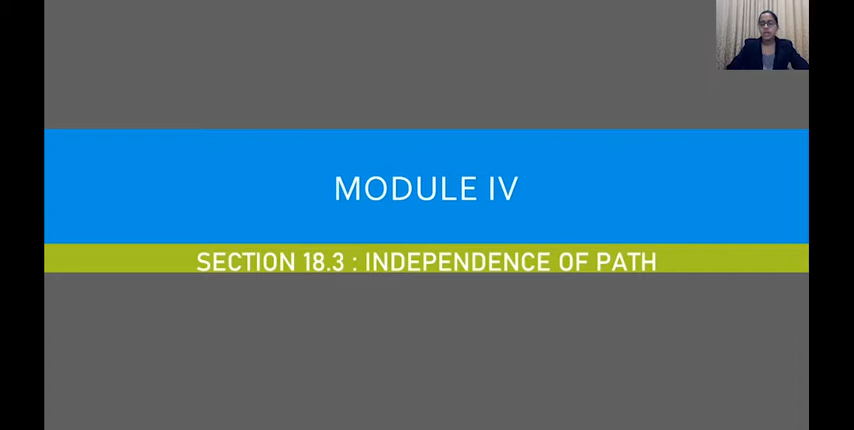 MODULE IV
SECTION 18.3 : INDEPENDENCE OF PATH